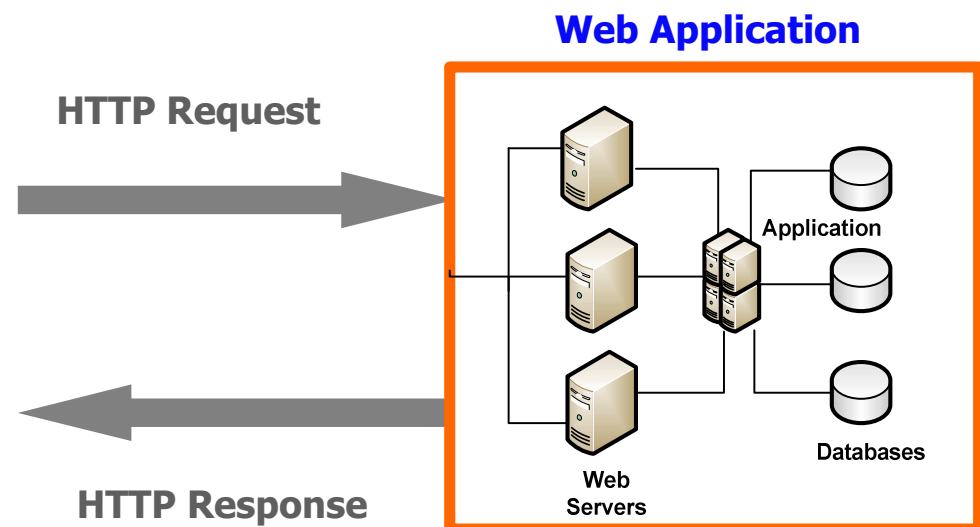 Web Application
HTTP Request
Application
Databases
Web
Servers
HTTP Response